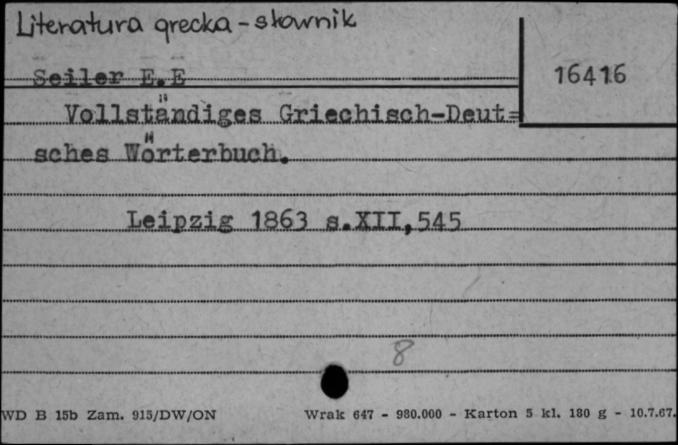 Literatura grecka - słownik
16416
Seiler E.E
Vollständiges Griechisch-Deut=
sches Wörterbuch.
Leipzig 1863 s.XII,545
8
WD B 15b Zam. 915/DW/ON Wrak 647 - 980.000 - Karton 5 kl. 180 g - 10.7.67.